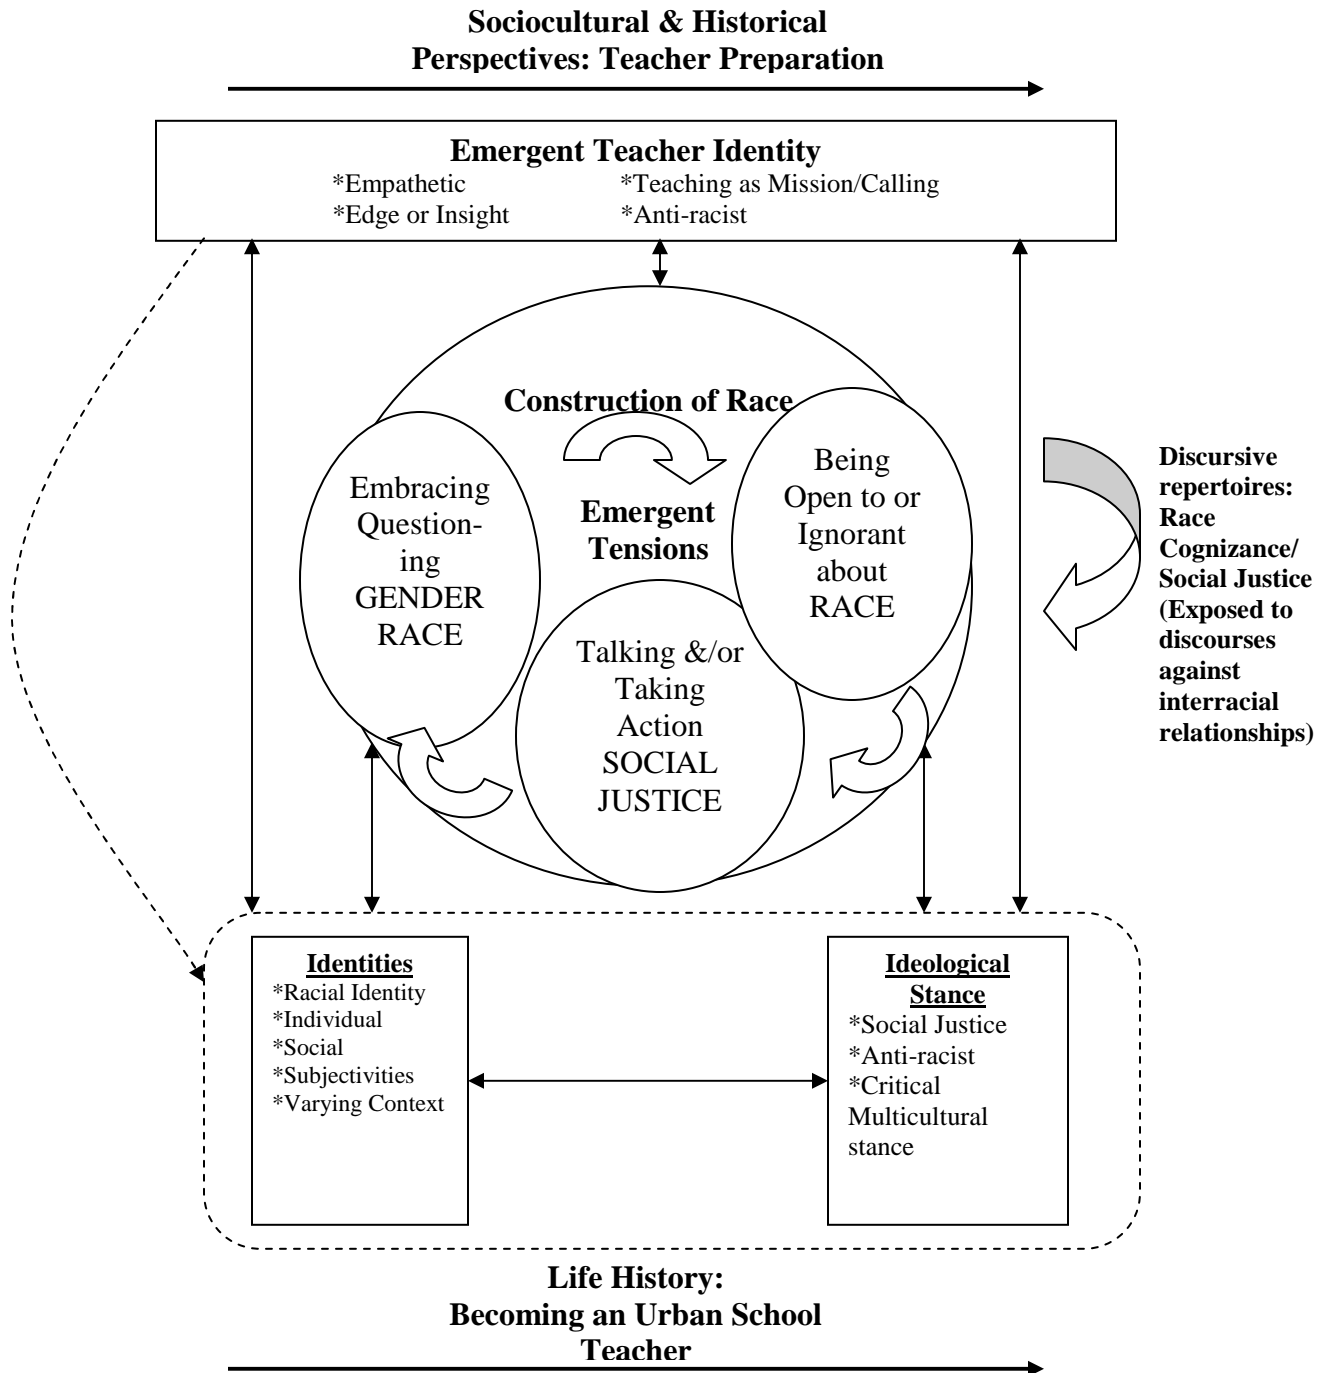 Sociocultural & Historical
Perspectives: Teacher Preparation
Emergent Teacher Identity
*Empathetic *Teaching as Mission/Calling
*Edge or Insight *Anti-racist
Construction of Race
Emergent
Tensions
Embracing
Question-
ing
GENDER
RACE
Being
Open to or
Ignorant
about
RACE
Talking &/or
Taking
Action
SOCIAL
JUSTICE
Discursive
repertoires:
Race
Cognizance/
Social Justice
(Exposed to
discourses
against
interracial
relationships)
Identities
*Racial Identity
*Individual
*Social
*Subjectivities
*Varying Context
Ideological
Stance
*Social Justice
*Anti-racist
*Critical
Multicultural
stance
Life History:
Becoming an Urban School
Teacher